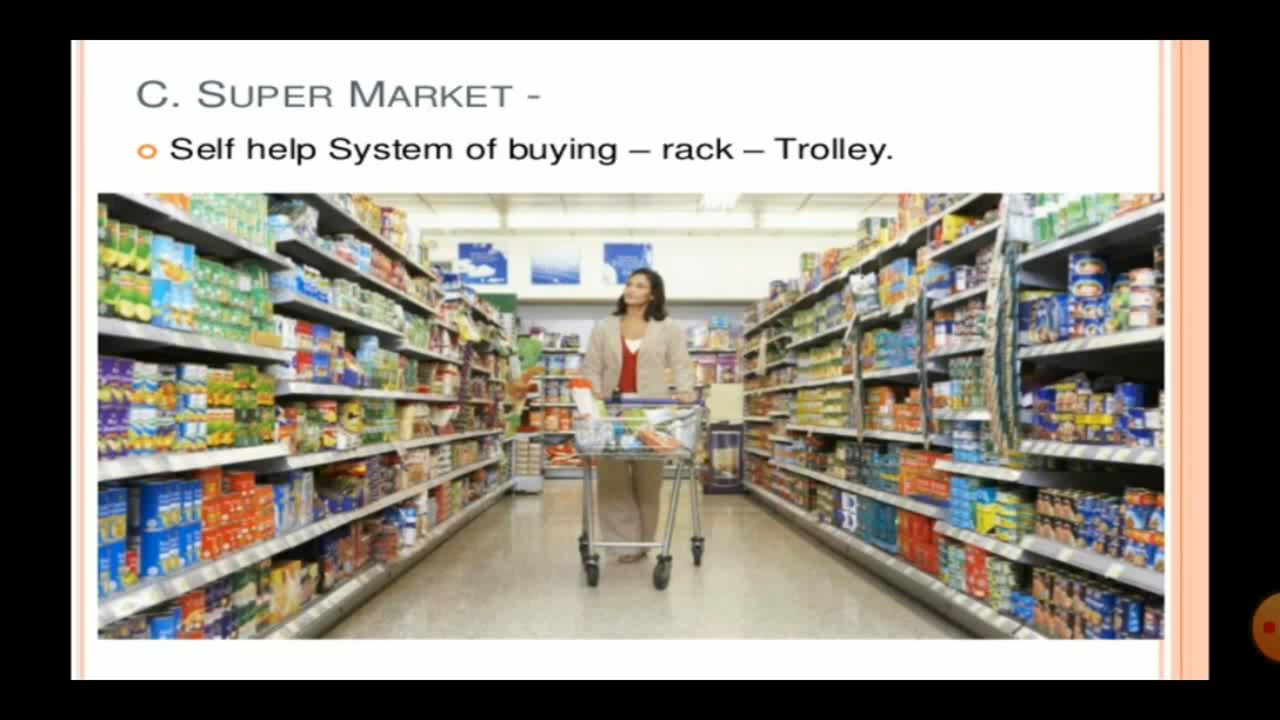 C. SUPER MARKET -
Self help System of buying – rack – Trolley.